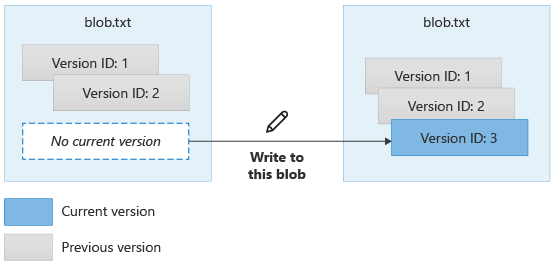 blob.txt
Version ID: 1
Version ID: 2
No current version
Write to
this blob
blob.txt
Version ID: 1
Version ID: 2
Version ID: 3
Current version
Previous version